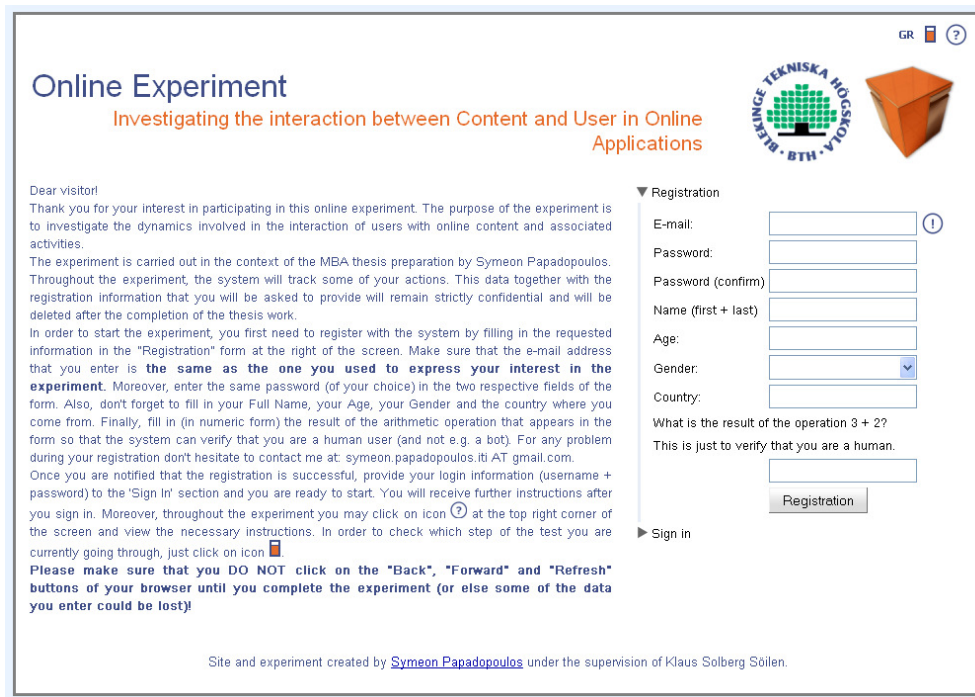 GR
?
Online Experiment
Investigating the interaction between Content and User in Online
Applications
BLEKINGE TEKNISKA HÖGSKOLA
· BTH ·
Dear visitor!
Thank you for your interest in participating in this online experiment. The purpose of the experiment is
to investigate the dynamics involved in the interaction of users with online content and associated
activities.
The experiment is carried out in the context of the MBA thesis preparation by Symeon Papadopoulos.
Throughout the experiment, the system will track some of your actions. This data together with the
registration information that you will be asked to provide will remain strictly confidential and will be
deleted after the completion of the thesis work.
In order to start the experiment, you first need to register with the system by filling in the requested
information in the "Registration" form at the right of the screen. Make sure that the e-mail address
that you enter is the same as the one you used to express your interest in the
experiment. Moreover, enter the same password (of your choice) in the two respective fields of the
form. Also, don't forget to fill in your Full Name, your Age, your Gender and the country where you
come from. Finally, fill in (in numeric form) the result of the arithmetic operation that appears in the
form so that the system can verify that you are a human user (and not e.g. a bot). For any problem
during your registration don't hesitate to contact me at: symeon.papadopoulos.iti AT gmail.com.
Once you are notified that the registration is successful, provide your login information (username +
password) to the 'Sign In' section and you are ready to start. You will receive further instructions after
you sign in. Moreover, throughout the experiment you may click on icon ? at the top right corner of
the screen and view the necessary instructions. In order to check which step of the test you are
currently going through, just click on icon .
Please make sure that you DO NOT click on the "Back", "Forward" and "Refresh"
buttons of your browser until you complete the experiment (or else some of the data
you enter could be lost)!
Registration
E-mail:
!
Password:
Password (confirm)
Name (first + last)
Age:
Gender:
Country:
What is the result of the operation 3 + 2?
This is just to verify that you are a human.
Registration
Sign in
Site and experiment created by Symeon Papadopoulos under the supervision of Klaus Solberg Söilen.